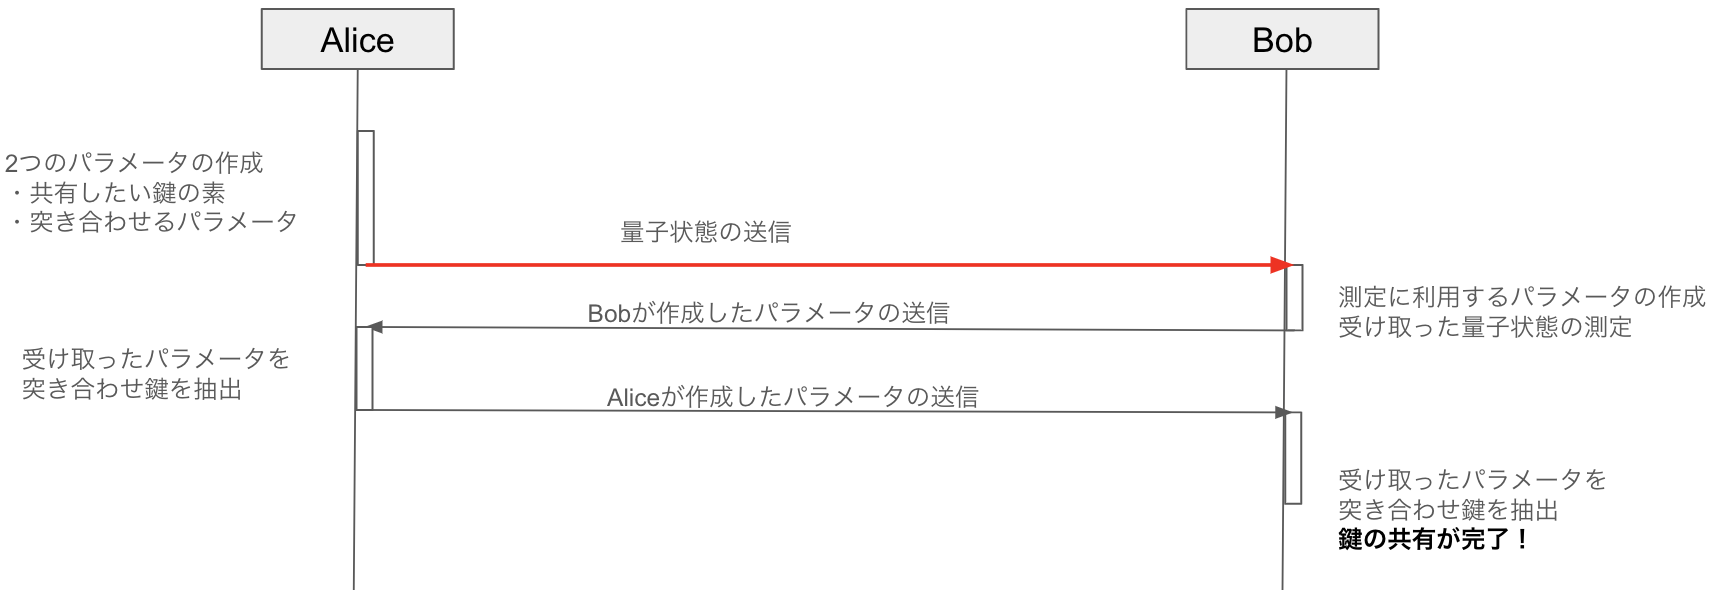 Alice
Bob
2つのパラメータの作成
・共有したい鍵の素
・突き合わせるパラメータ
量子状態の送信
測定に利用するパラメータの作成
受け取った量子状態の測定
Bobが作成したパラメータの送信
受け取ったパラメータを
突き合わせ鍵を抽出
Aliceが作成したパラメータの送信
受け取ったパラメータを
突き合わせ鍵を抽出
鍵の共有が完了！